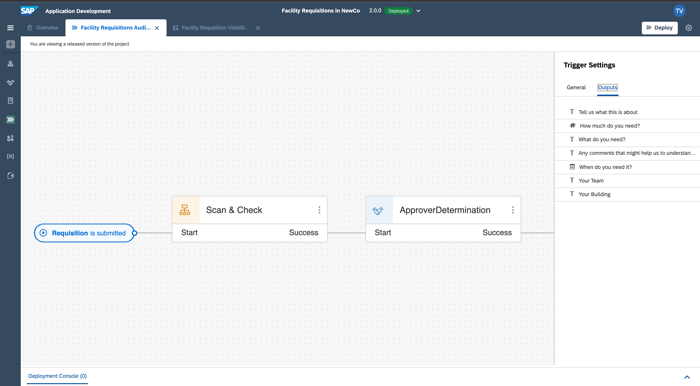 SAP Application Development
Facility Requisitions in NewCo 2.0.0 Deployed
TV
Overview
Facility Requisitions Audi...
Facility Requisition Visibilit...
Deploy
You are viewing a released version of the project
Requisition is submitted
Scan & Check
Start Success
ApproverDetermination
Start Success
Trigger Settings
General Outputs
T Tell us what this is about
# How much do you need?
T What do you need?
T Any comments that might help us to understan...
When do you need it?
T Your Team
T Your Building
Deployment Console (0)